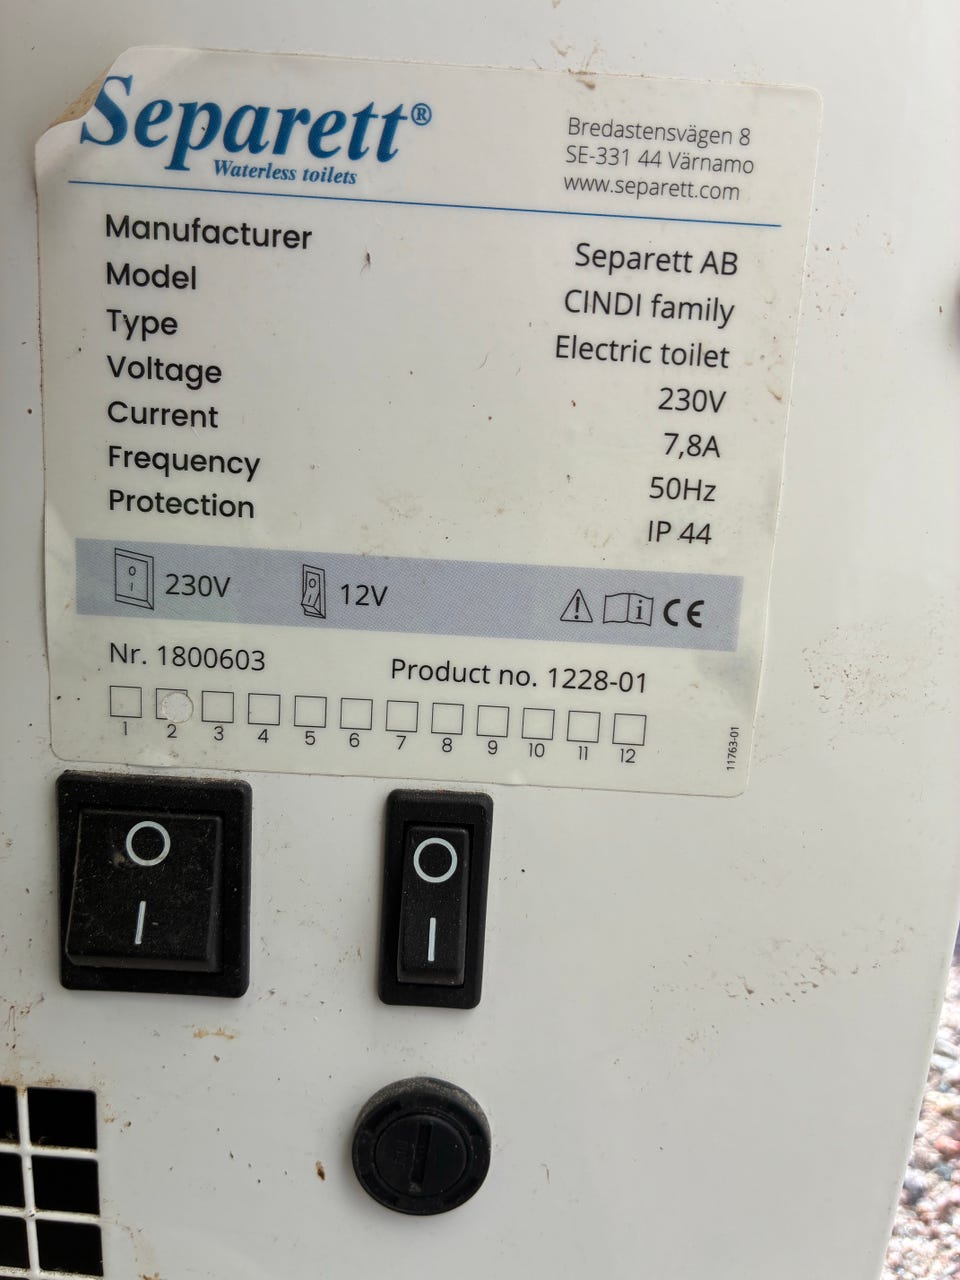 Separett®
Waterless toilets
Bredastensvägen 8
SE-331 44 Värnamo
www.separett.com
Manufacturer Separett AB
Model CINDI family
Type Electric toilet
Voltage 230V
Current 7,8A
Frequency 50Hz
Protection IP 44
230V 12V CE
Nr. 1800603 Product no. 1228-01
1 2 3 4 5 6 7 8 9 10 11 12
11763-01
O O
I I